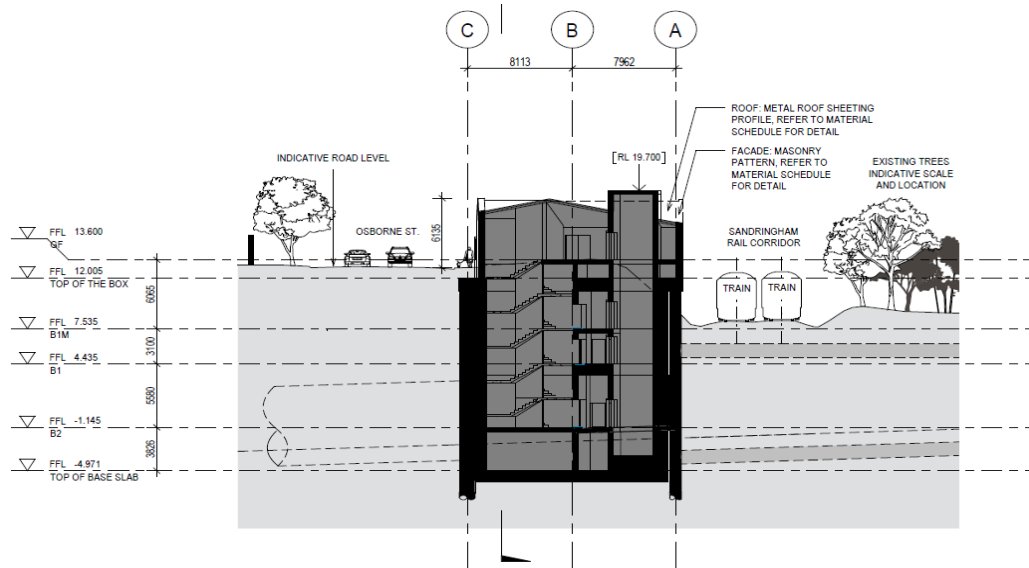 C
B
A
8113
7962
ROOF: METAL ROOF SHEETING
PROFILE, REFER TO MATERIAL
SCHEDULE FOR DETAIL
FACADE: MASONRY
PATTERN, REFER TO
MATERIAL SCHEDULE
FOR DETAIL
[RL 19.700]
INDICATIVE ROAD LEVEL
EXISTING TREES
INDICATIVE SCALE
AND LOCATION
OSBORNE ST.
6135
SANDRINGHAM
RAIL CORRIDOR
TRAIN
TRAIN
FFL 13.600
GF
FFL 12.005
TOP OF THE BOX
6065
FFL 7.535
B1M
3100
FFL 4.435
B1
5580
FFL -1.145
B2
3826
FFL -4.971
TOP OF BASE SLAB